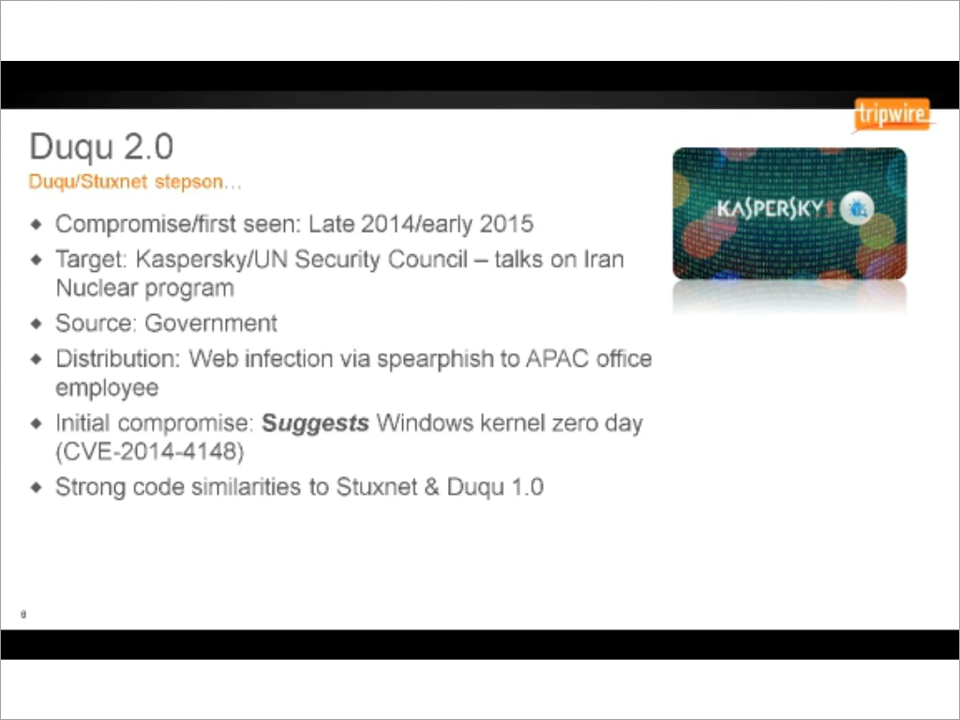 tripwire
Duqu 2.0
Duqu/Stuxnet stepson...
KASPERSKY
◆ Compromise/first seen: Late 2014/early 2015
◆ Target: Kaspersky/UN Security Council – talks on Iran
Nuclear program
◆ Source: Government
◆ Distribution: Web infection via spearphish to APAC office
employee
◆ Initial compromise: Suggests Windows kernel zero day
(CVE-2014-4148)
◆ Strong code similarities to Stuxnet & Duqu 1.0